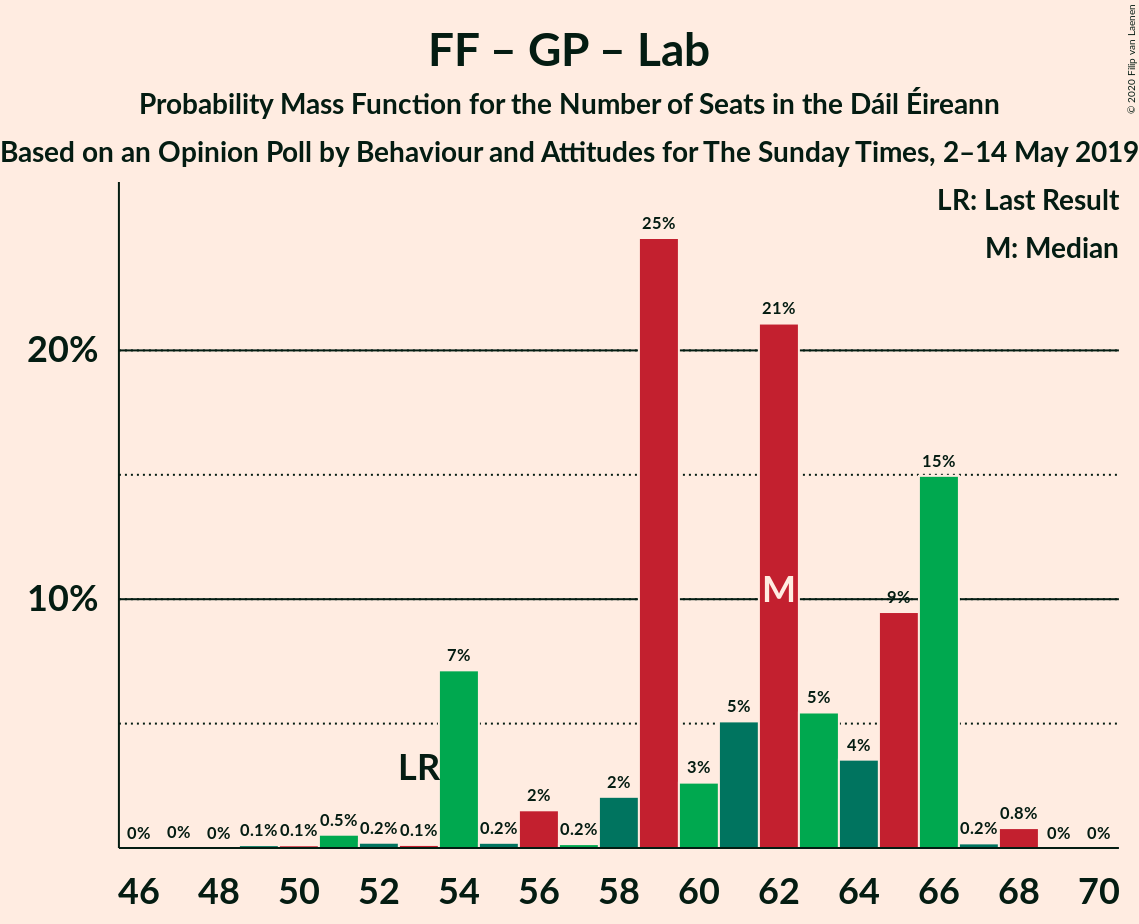 FF – GP – Lab
Probability Mass Function for the Number of Seats in the Dáil Éireann
Based on an Opinion Poll by Behaviour and Attitudes for The Sunday Times, 2–14 May 2019
© 2020 Filip van Laenen
LR: Last Result
M: Median
20%
10%
0% 0% 0% 0.1% 0.1% 0.5% 0.2% 0.1% 7% 0.2% 2% 0.2% 2% 25% 3% 5% 21% 5% 4% 9% 15% 0.2% 0.8% 0% 0%
LR
M
46 48 50 52 54 56 58 60 62 64 66 68 70